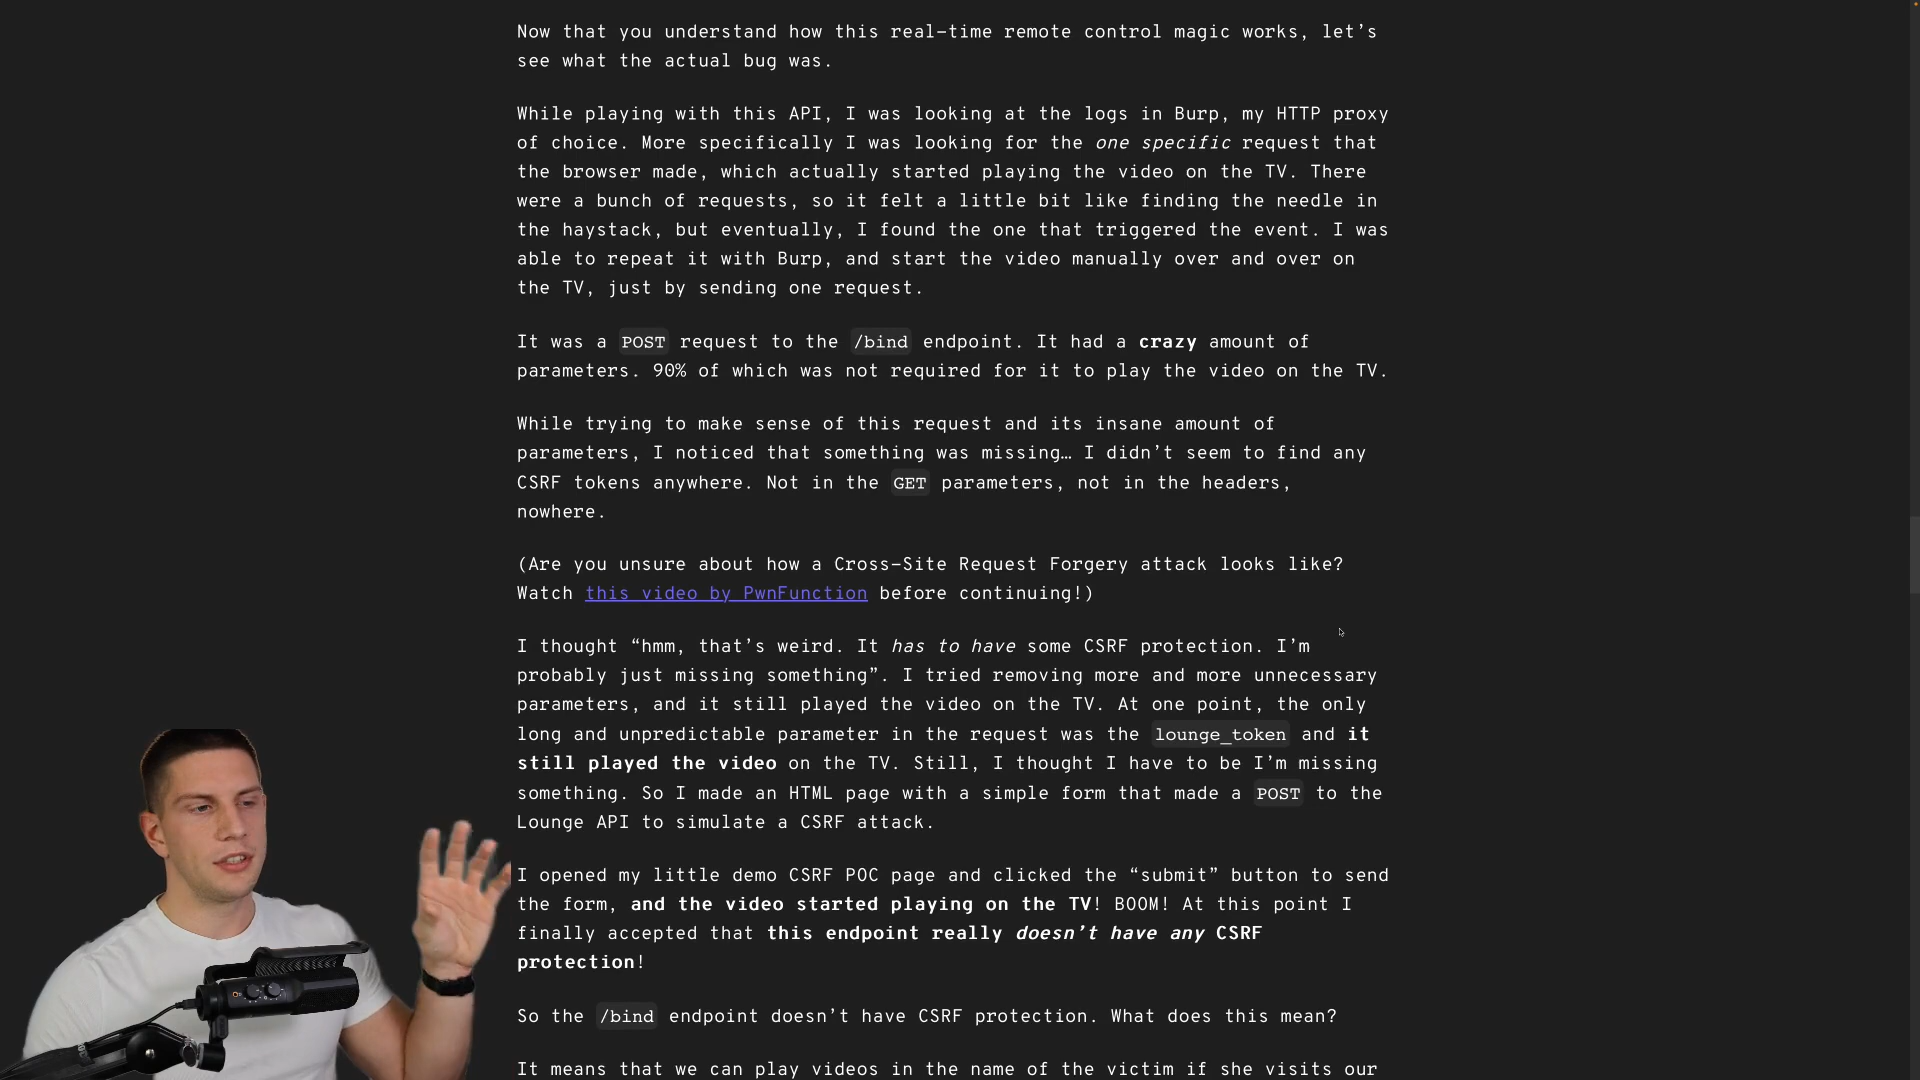 Now that you understand how this real-time remote control magic works, let's
see what the actual bug was.
While playing with this API, I was looking at the logs in Burp, my HTTP proxy
of choice. More specifically I was looking for the one specific request that
the browser made, which actually started playing the video on the TV. There
were a bunch of requests, so it felt a little bit like finding the needle in
the haystack, but eventually, I found the one that triggered the event. I was
able to repeat it with Burp, and start the video manually over and over on
the TV, just by sending one request.
It was a POST request to the /bind endpoint. It had a crazy amount of
parameters. 90% of which was not required for it to play the video on the TV.
While trying to make sense of this request and its insane amount of
parameters, I noticed that something was missing… I didn't seem to find any
CSRF tokens anywhere. Not in the GET parameters, not in the headers,
nowhere.
(Are you unsure about how a Cross-Site Request Forgery attack looks like?
Watch this video by PwnFunction before continuing!)
I thought “hmm, that's weird. It has to have some CSRF protection. I'm
probably just missing something”. I tried removing more and more unnecessary
parameters, and it still played the video on the TV. At one point, the only
long and unpredictable parameter in the request was the lounge_token and it
still played the video on the TV. Still, I thought I have to be I'm missing
something. So I made an HTML page with a simple form that made a POST to the
Lounge API to simulate a CSRF attack.
I opened my little demo CSRF POC page and clicked the “submit” button to send
the form, and the video started playing on the TV! BOOM! At this point I
finally accepted that this endpoint really doesn't have any CSRF
protection!
So the /bind endpoint doesn't have CSRF protection. What does this mean?
It means that we can play videos in the name of the victim if she visits our